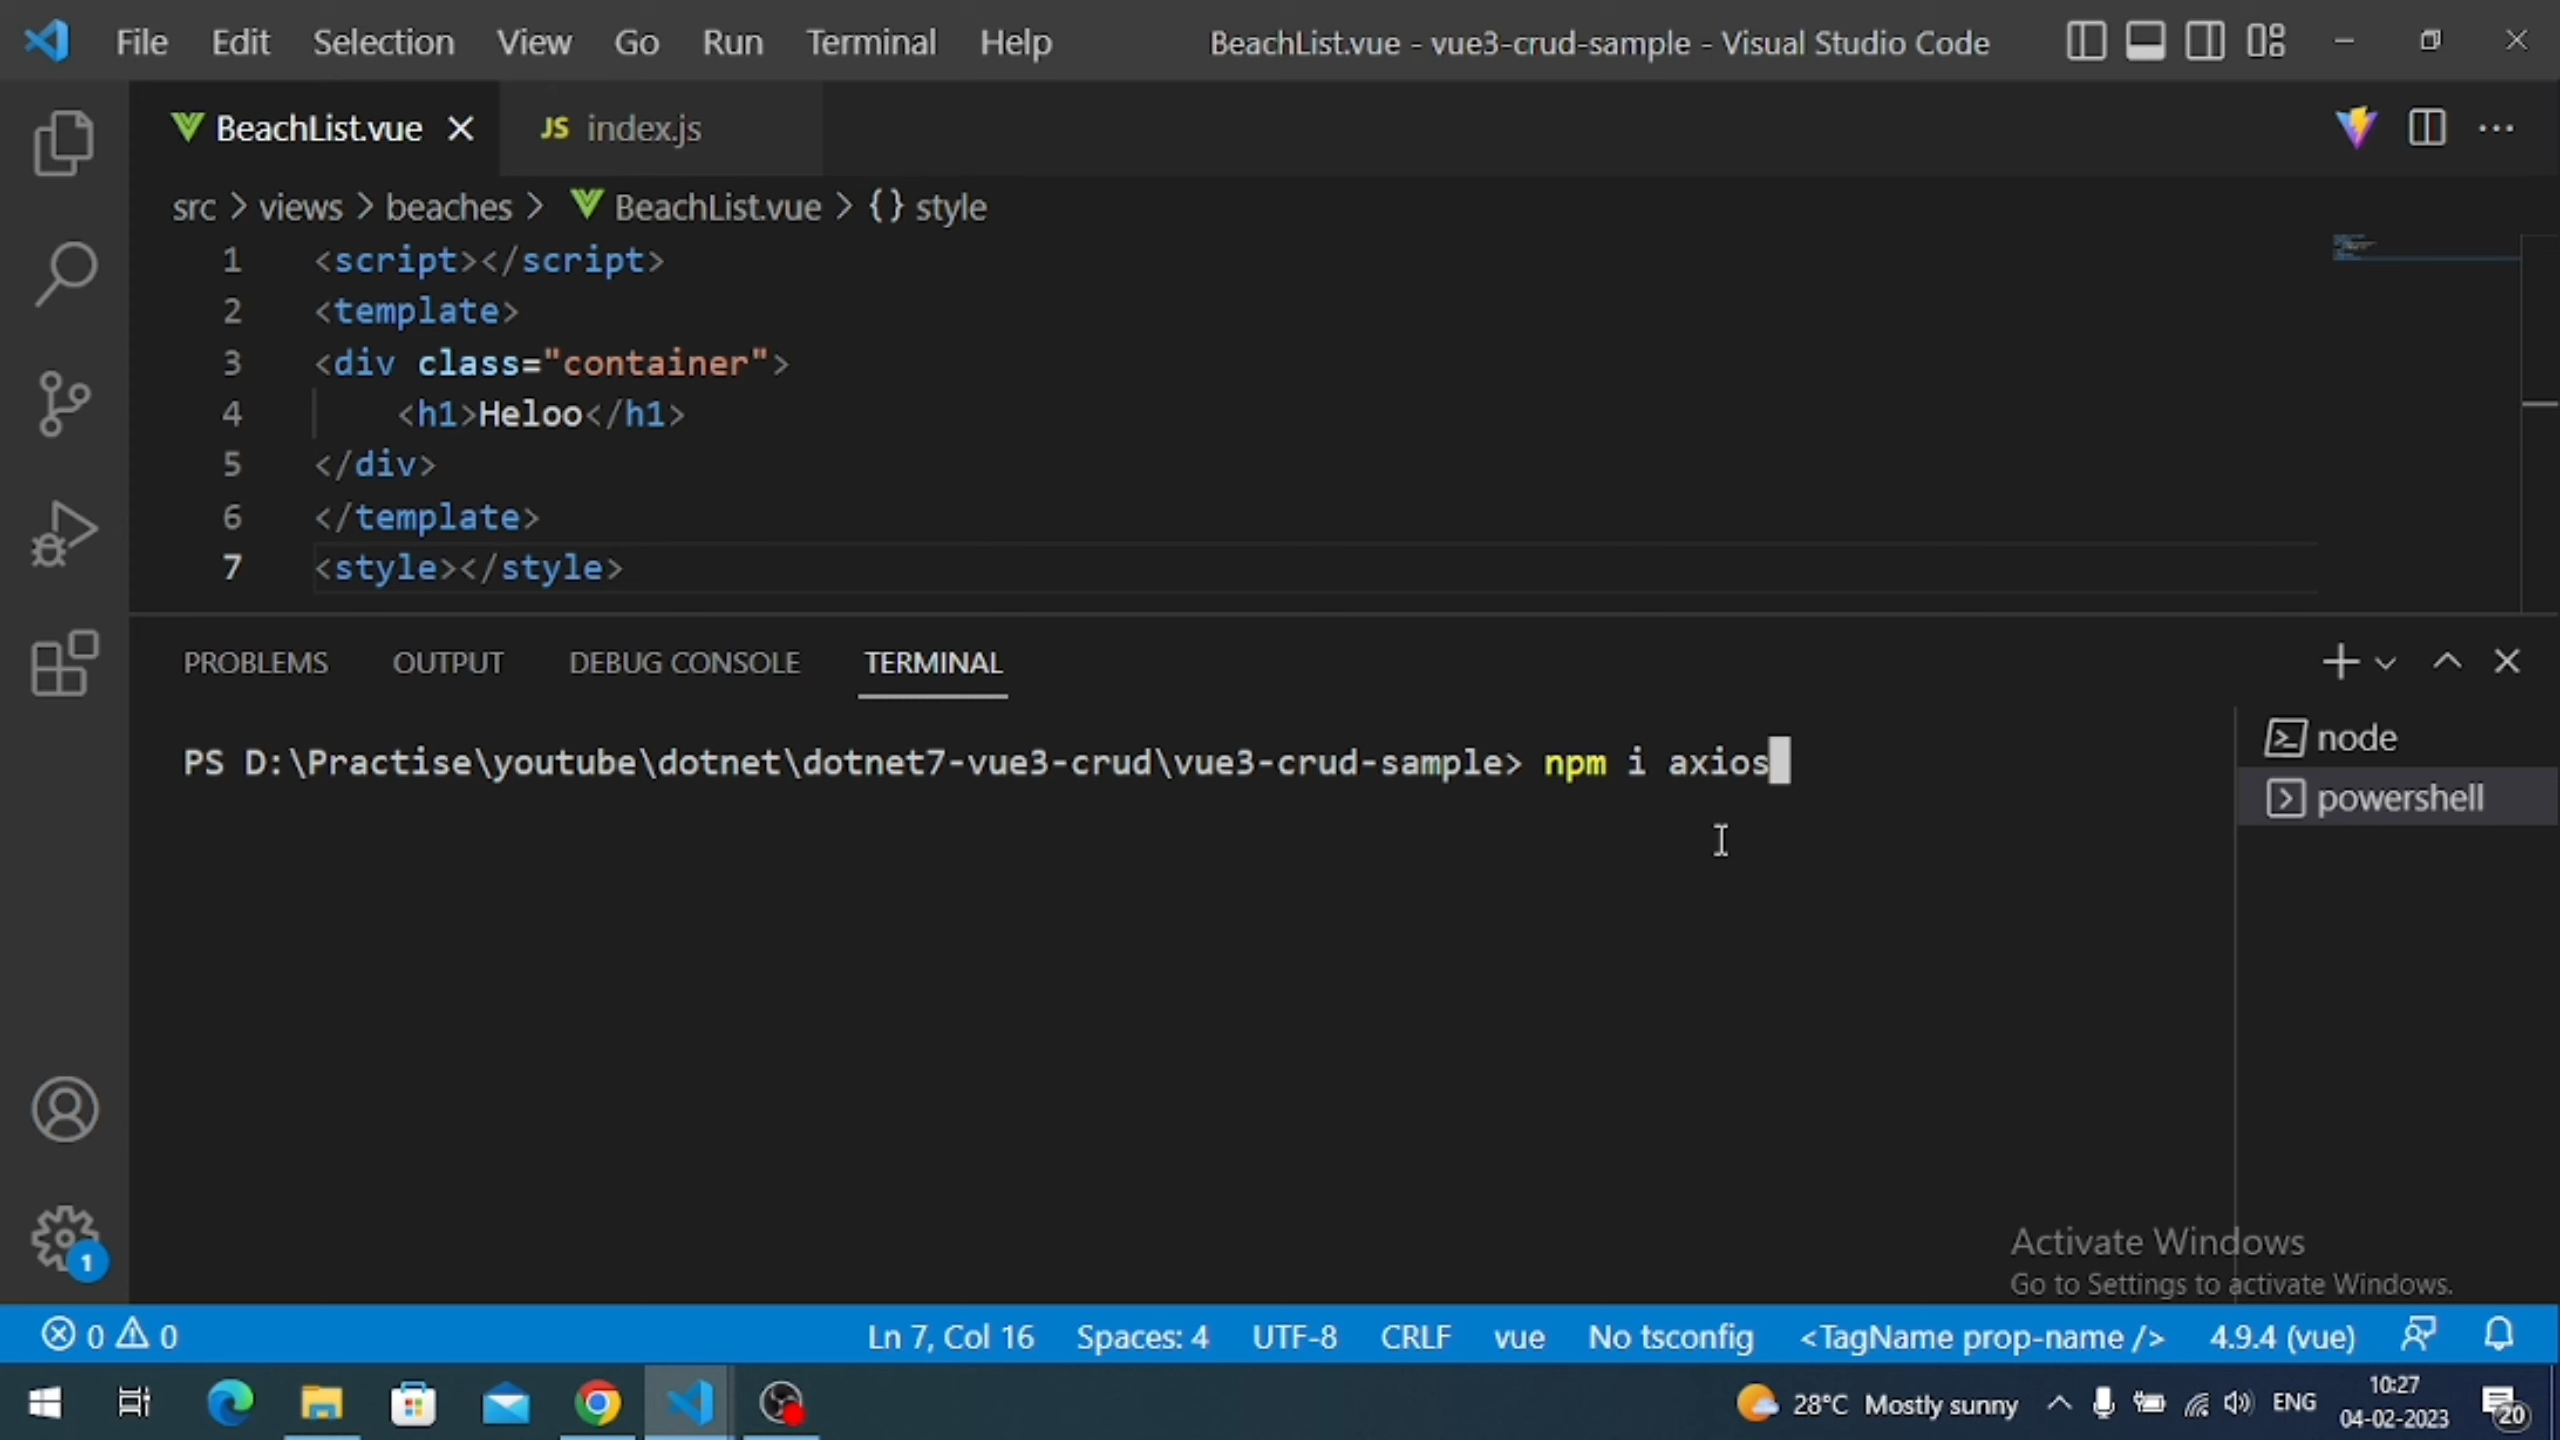 File Edit Selection View Go Run Terminal Help BeachList.vue - vue3-crud-sample - Visual Studio Code
BeachList.vue JS index.js
src > views > beaches > BeachList.vue > {} style
1 <script></script>
2 <template>
3 <div class="container">
4 <h1>Heloo</h1>
5 </div>
6 </template>
7 <style></style>
PROBLEMS OUTPUT DEBUG CONSOLE TERMINAL
node
PS D:\Practise\youtube\dotnet\dotnet7-vue3-crud\vue3-crud-sample> npm i axios
powershell
Activate Windows
Go to Settings to activate Windows.
1
0 0 Ln 7, Col 16 Spaces: 4 UTF-8 CRLF vue No tsconfig <TagName prop-name /> 4.9.4 (vue)
28°C Mostly sunny ENG 10:27
04-02-2023 20